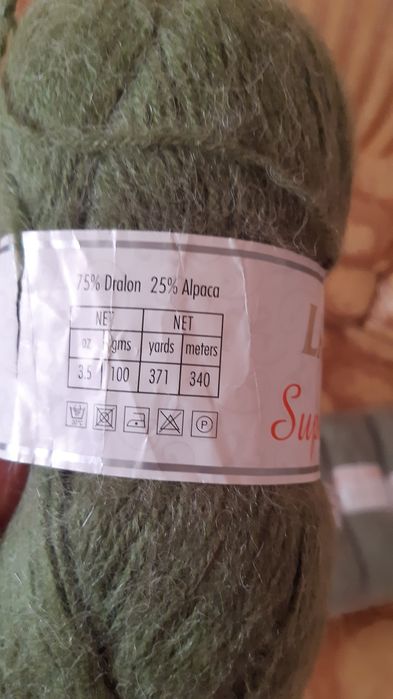 75% Dralon 25% Alpaca
NET NET
oz gms yards meters
3.5 100 371 340
P